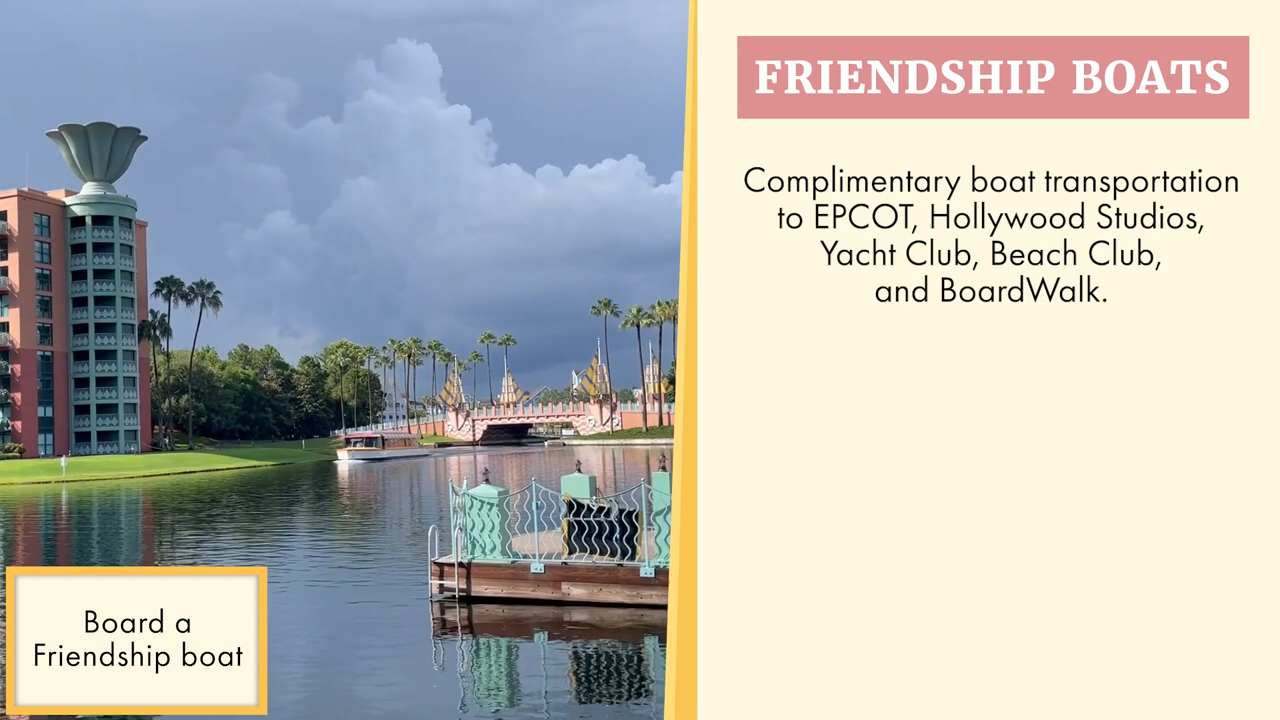 FRIENDSHIP BOATS
Complimentary boat transportation
to EPCOT, Hollywood Studios,
Yacht Club, Beach Club,
and BoardWalk.
Board a
Friendship boat